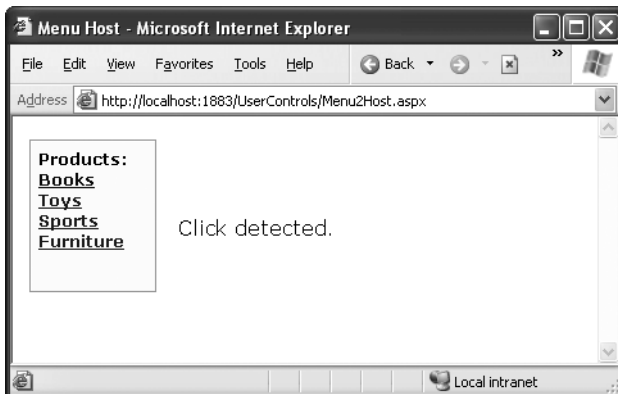 Menu Host - Microsoft Internet Explorer
File Edit View Favorites Tools Help Back »
Address http://localhost:1883/UserControls/Menu2Host.aspx
Products:
Books
Toys
Sports
Furniture
Click detected.
Local intranet